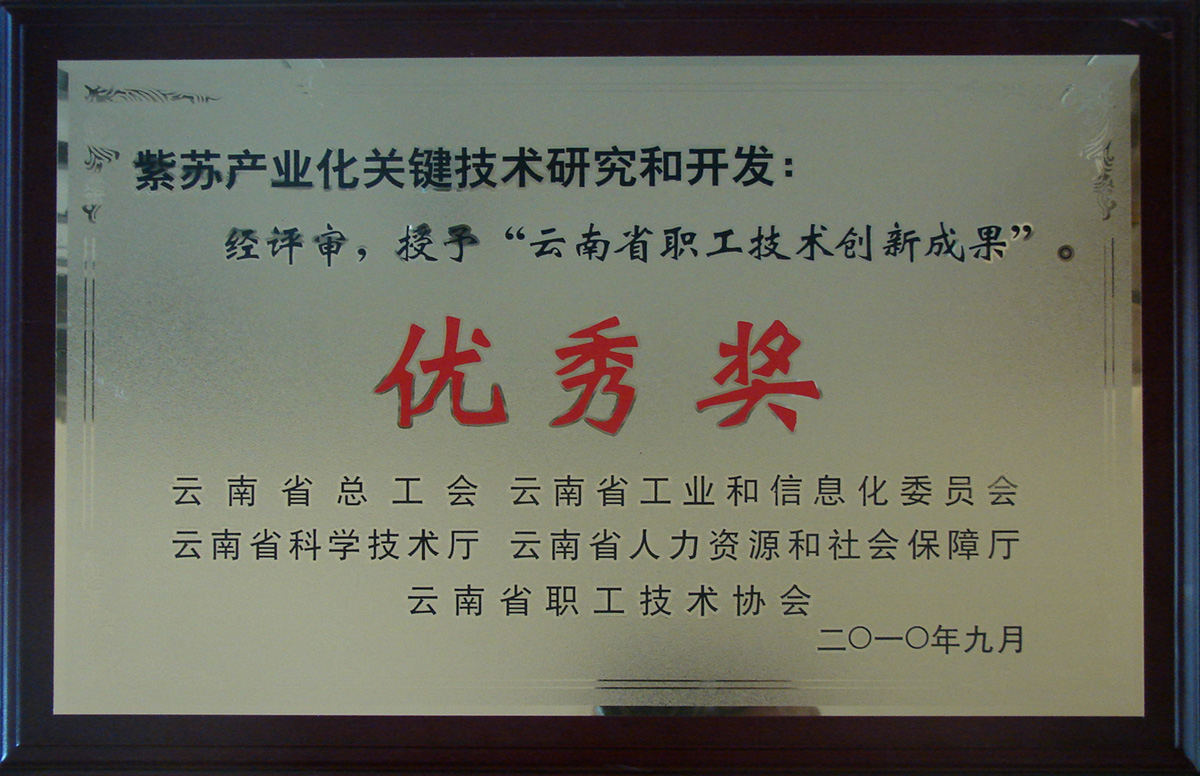 紫苏产业化关键技术研究和开发：
经评审，授予“云南省职工技术创新成果”。
优秀奖
云南省总工会 云南省工业和信息化委员会
云南省科学技术厅 云南省人力资源和社会保障厅
云南省职工技术协会
二〇一〇年九月